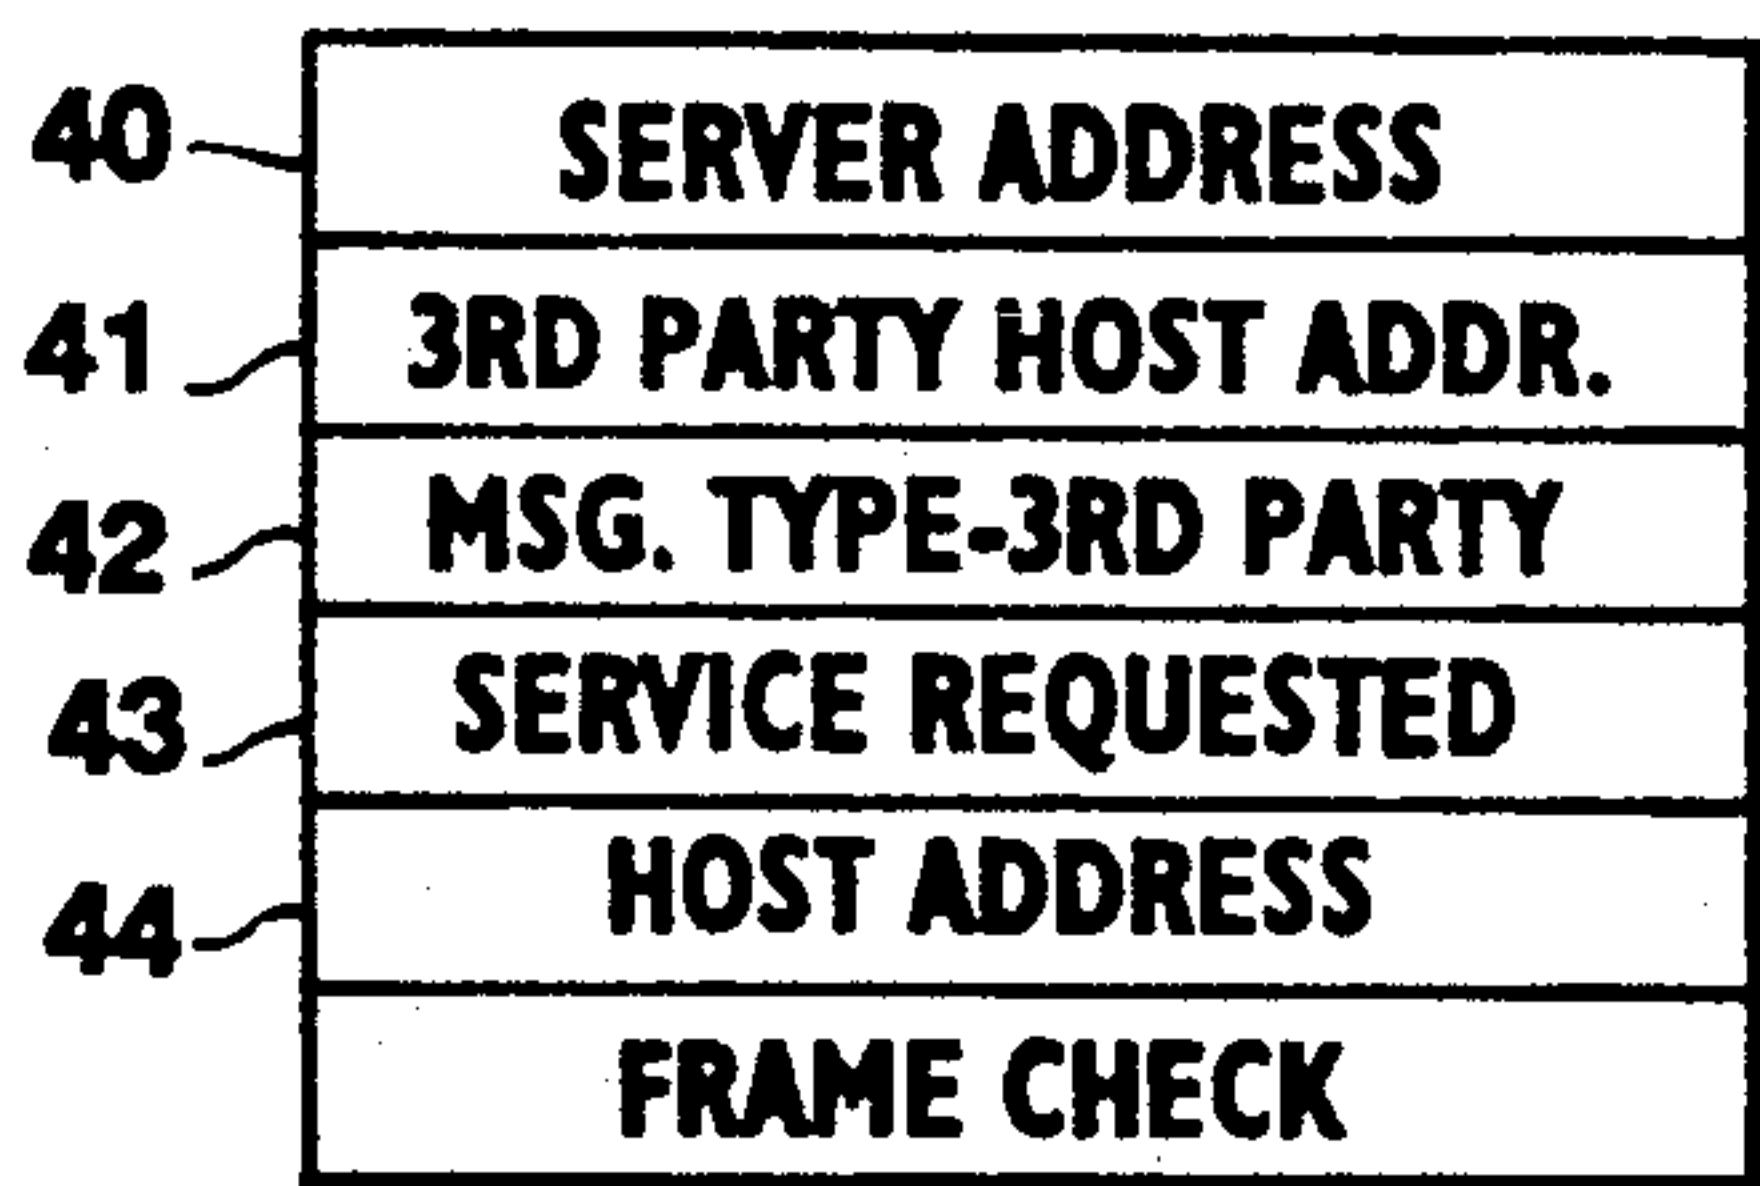 40 SERVER ADDRESS
41 3RD PARTY HOST ADDR.
42 MSG. TYPE-3RD PARTY
43 SERVICE REQUESTED
44 HOST ADDRESS
FRAME CHECK